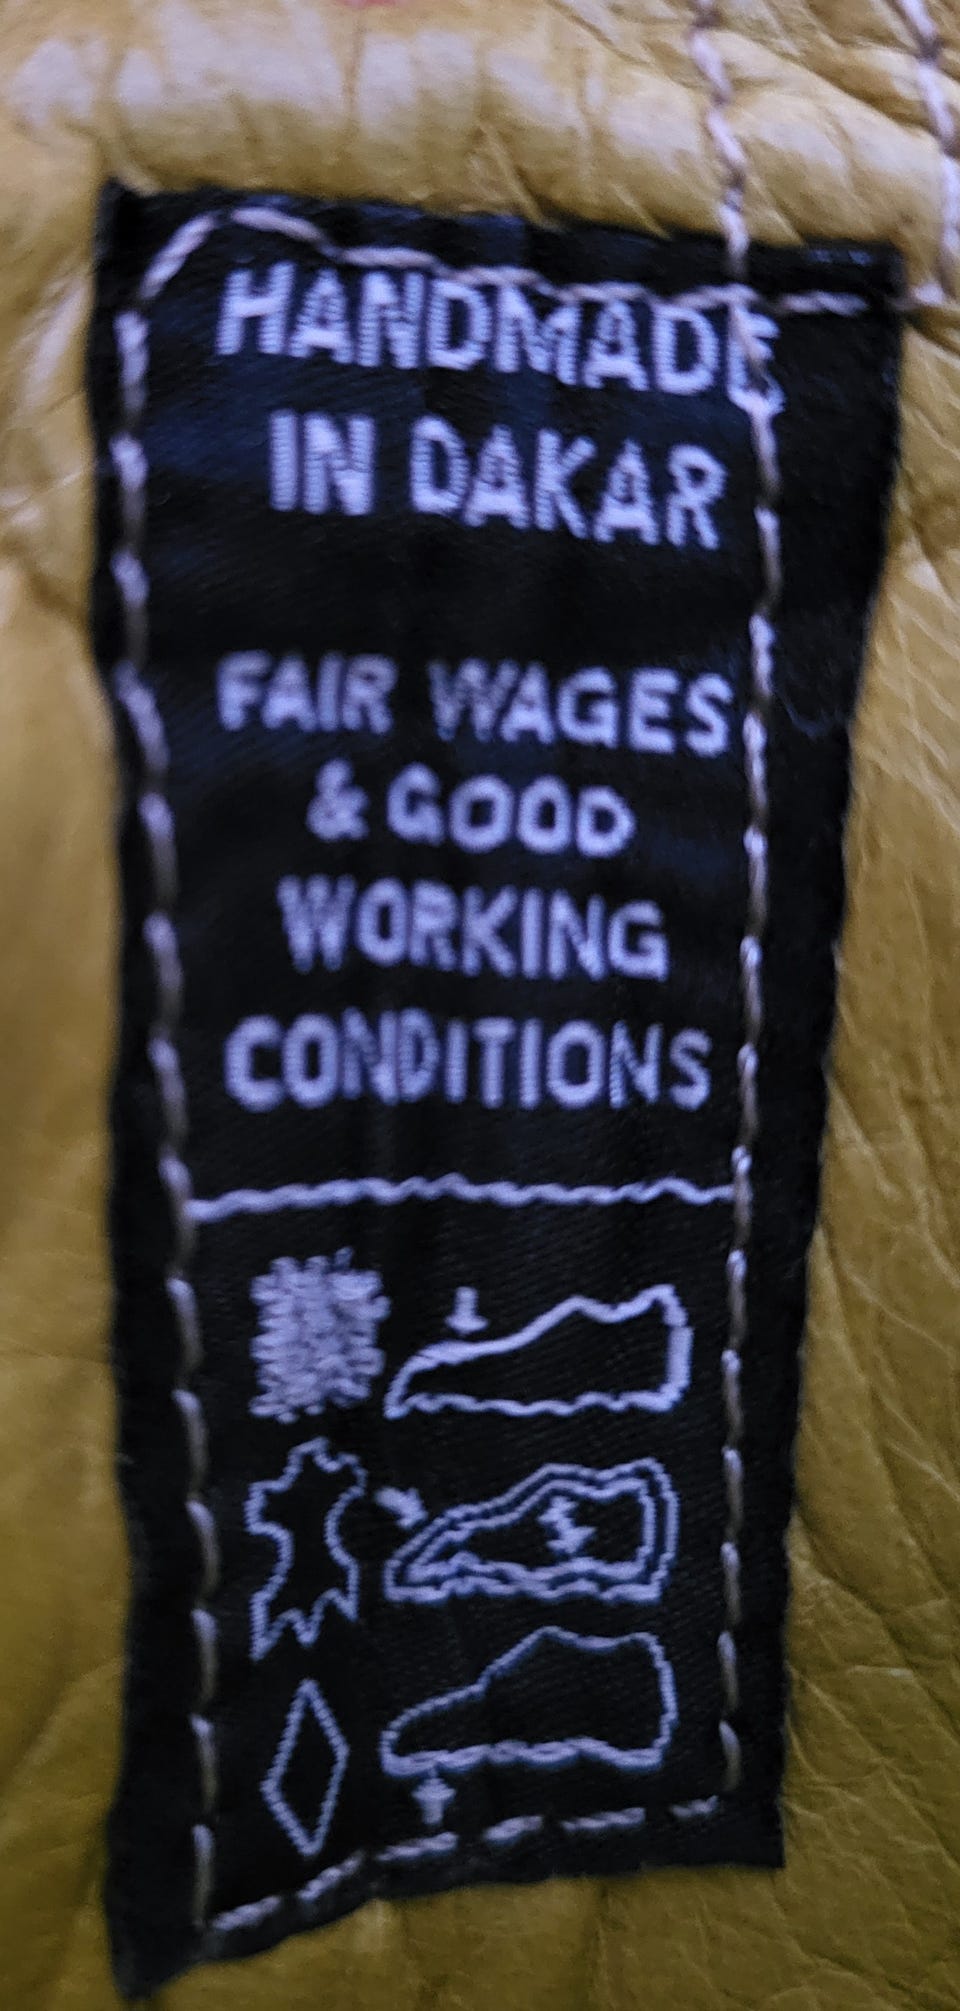 HANDMADE
IN DAKAR
FAIR WAGES
& GOOD
WORKING
CONDITIONS